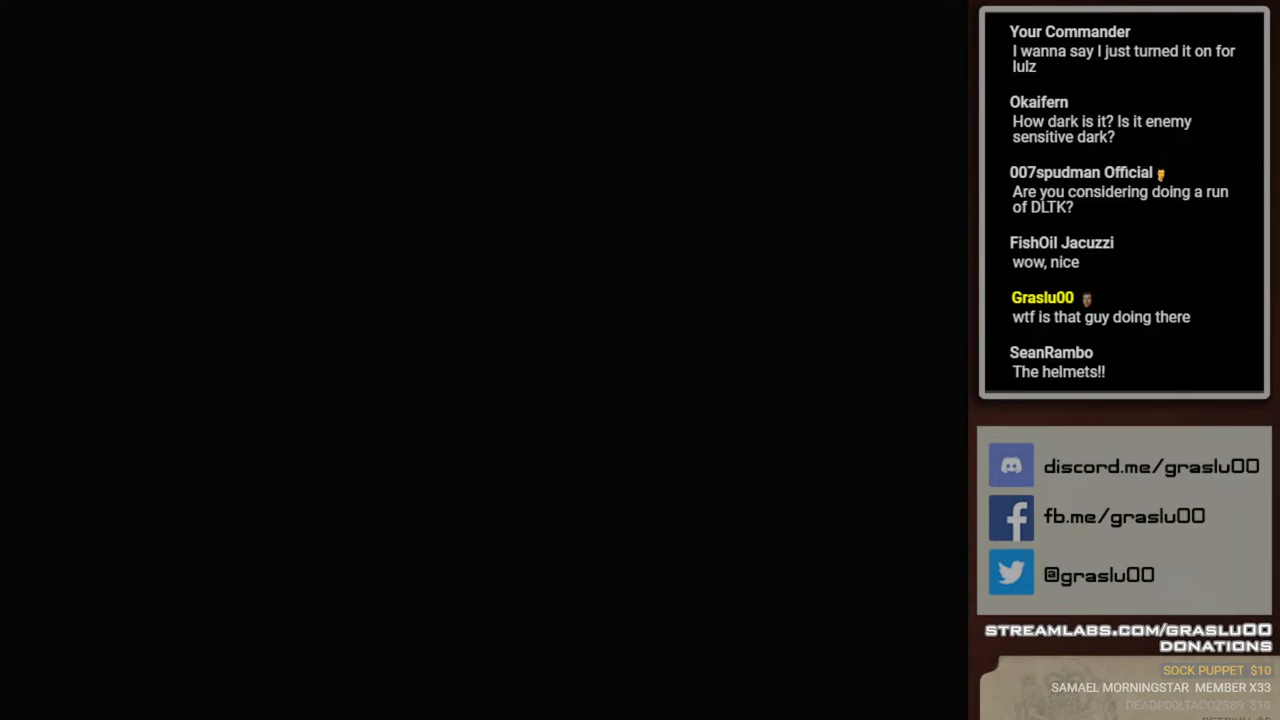 Your Commander
I wanna say I just turned it on for
lulz
Okaifern
How dark is it? Is it enemy
sensitive dark?
007spudman Official
Are you considering doing a run
of DLTK?
FishOil Jacuzzi
wow, nice
Graslu00
wtf is that guy doing there
SeanRambo
The helmets!!
discord.me/graslu00
fb.me/graslu00
@graslu00
STREAMLABS.COM/GRASLU00
DONATIONS
SOCK PUPPET $10
SAMAEL MORNINGSTAR MEMBER X33
DEADP00LTACOZS69 $10